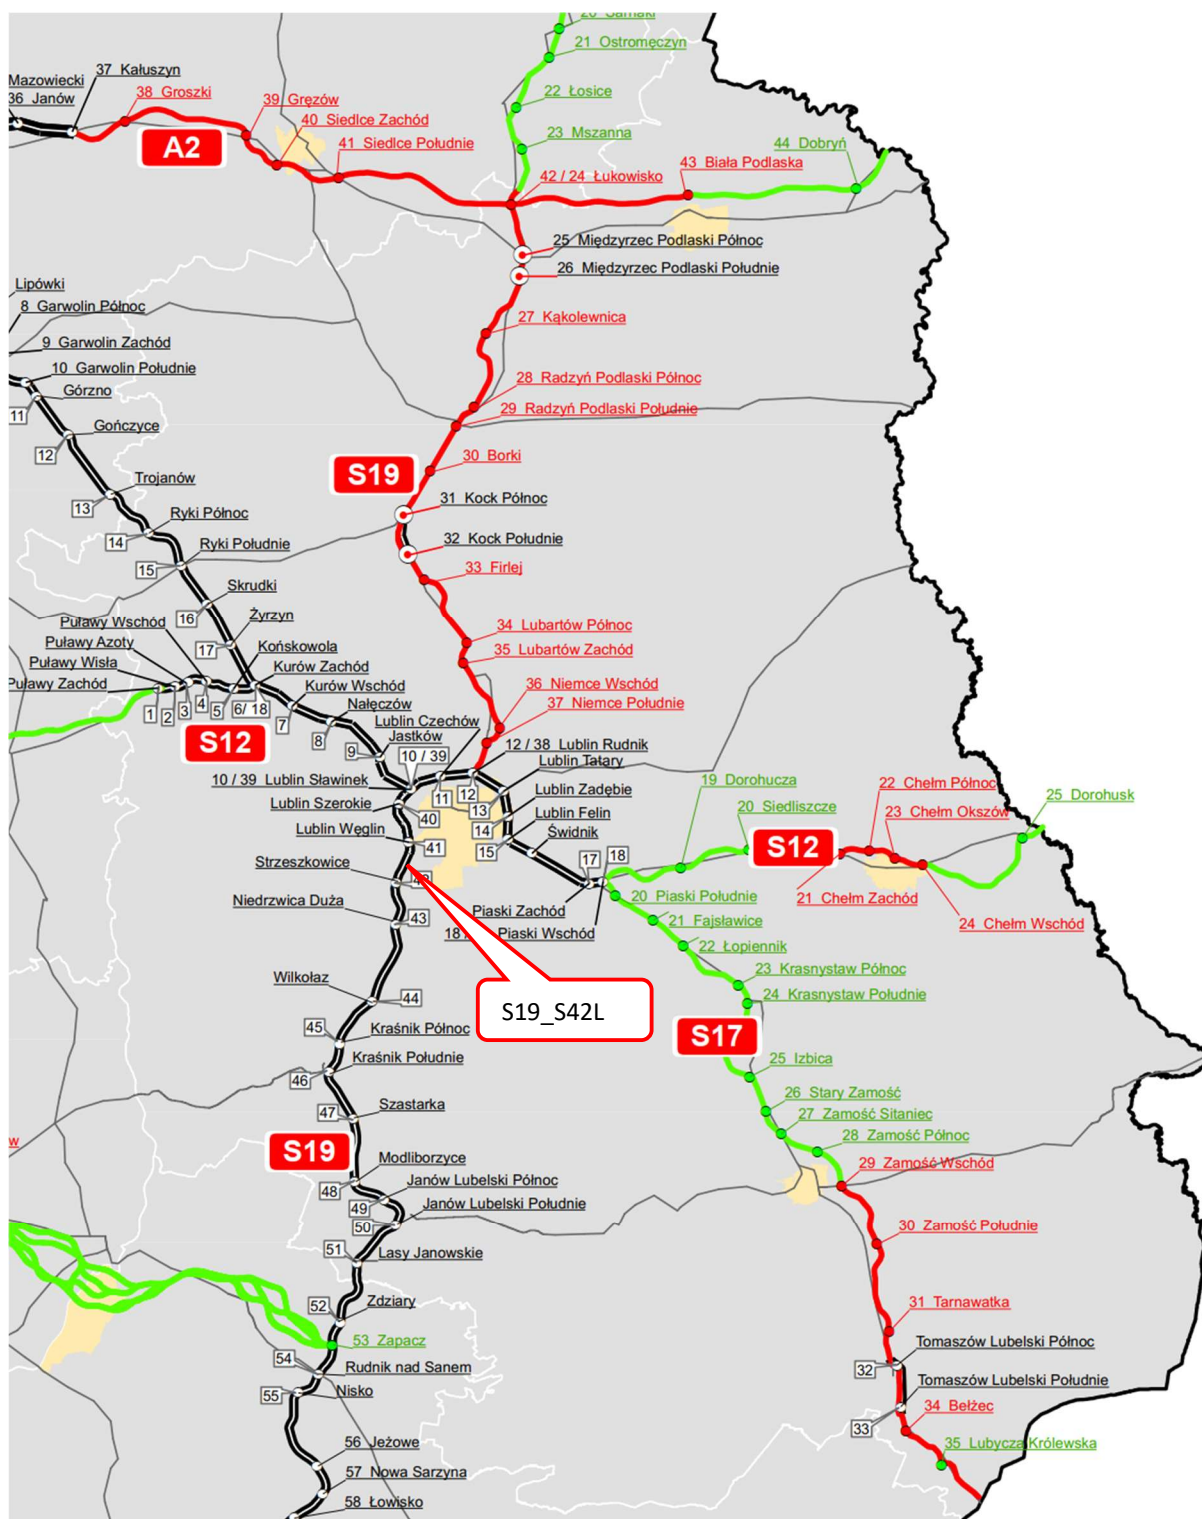 20 Sarnaki
21 Ostromęczyn
37 Kałuszyn
Mazowiecki
36 Janów
38 Groszki
39 Gręzów
40 Siedlce Zachód
41 Siedlce Południe
A2
22 Łosice
23 Mszanna
44 Dobryń
43 Biała Podlaska
42 / 24 Łukowisko
25 Międzyrzec Podlaski Północ
26 Międzyrzec Podlaski Południe
Lipówki
8 Garwolin Północ
27 Kąkolewnica
9 Garwolin Zachód
10 Garwolin Południe
Górzno
11
28 Radzyń Podlaski Północ
29 Radzyń Podlaski Południe
Gończyce
12
30 Borki
S19
Trojanów
13
31 Kock Północ
Ryki Północ
14
32 Kock Południe
Ryki Południe
15
33 Firlej
Skrudki
16
Puławy Wschód
Żyrzyn
17
34 Lubartów Północ
Puławy Azoty
Końskowola
35 Lubartów Zachód
Puławy Wisła
Kurów Zachód
Puławy Zachód
Kurów Wschód
36 Niemce Wschód
1
2
3
4
5
6/ 18
7
Nałęczów
8
37 Niemce Południe
S12
Lublin Czechów
Jastków
9
10 / 39
12 / 38 Lublin Rudnik
Lublin Tatary
10 / 39 Lublin Sławinek
11
12
13
Lublin Zadębie
Lublin Szerokie
40
14
Lublin Felin
Lublin Węglin
41
15
Świdnik
19 Dorohucza
20 Siedliszcze
S12
22 Chełm Północ
23 Chełm Okszów
25 Dorohusk
Strzeszkowice
42
17
18
20 Piaski Południe
21 Chełm Zachód
24 Chełm Wschód
Niedrzwica Duża
43
Piaski Zachód
Piaski Wschód
21 Fajsławice
22 Łopiennik
Wilkołaz
44
S19_S42L
23 Krasnystaw Północ
24 Krasnystaw Południe
45
Kraśnik Północ
S17
46
Kraśnik Południe
25 Izbica
47
Szastarka
26 Stary Zamość
27 Zamość Sitaniec
w
S19
28 Zamość Północ
Modliborzyce
29 Zamość Wschód
48
Janów Lubelski Północ
49
Janów Lubelski Południe
50
30 Zamość Południe
51
Lasy Janowskie
52
Zdziary
31 Tarnawatka
53 Zapacz
Tomaszów Lubelski Północ
54
32
Rudnik nad Sanem
Tomaszów Lubelski Południe
55
Nisko
33
34 Bełżec
56 Jeżowe
35 Lubycza Królewska
57 Nowa Sarzyna
58 Łowisko